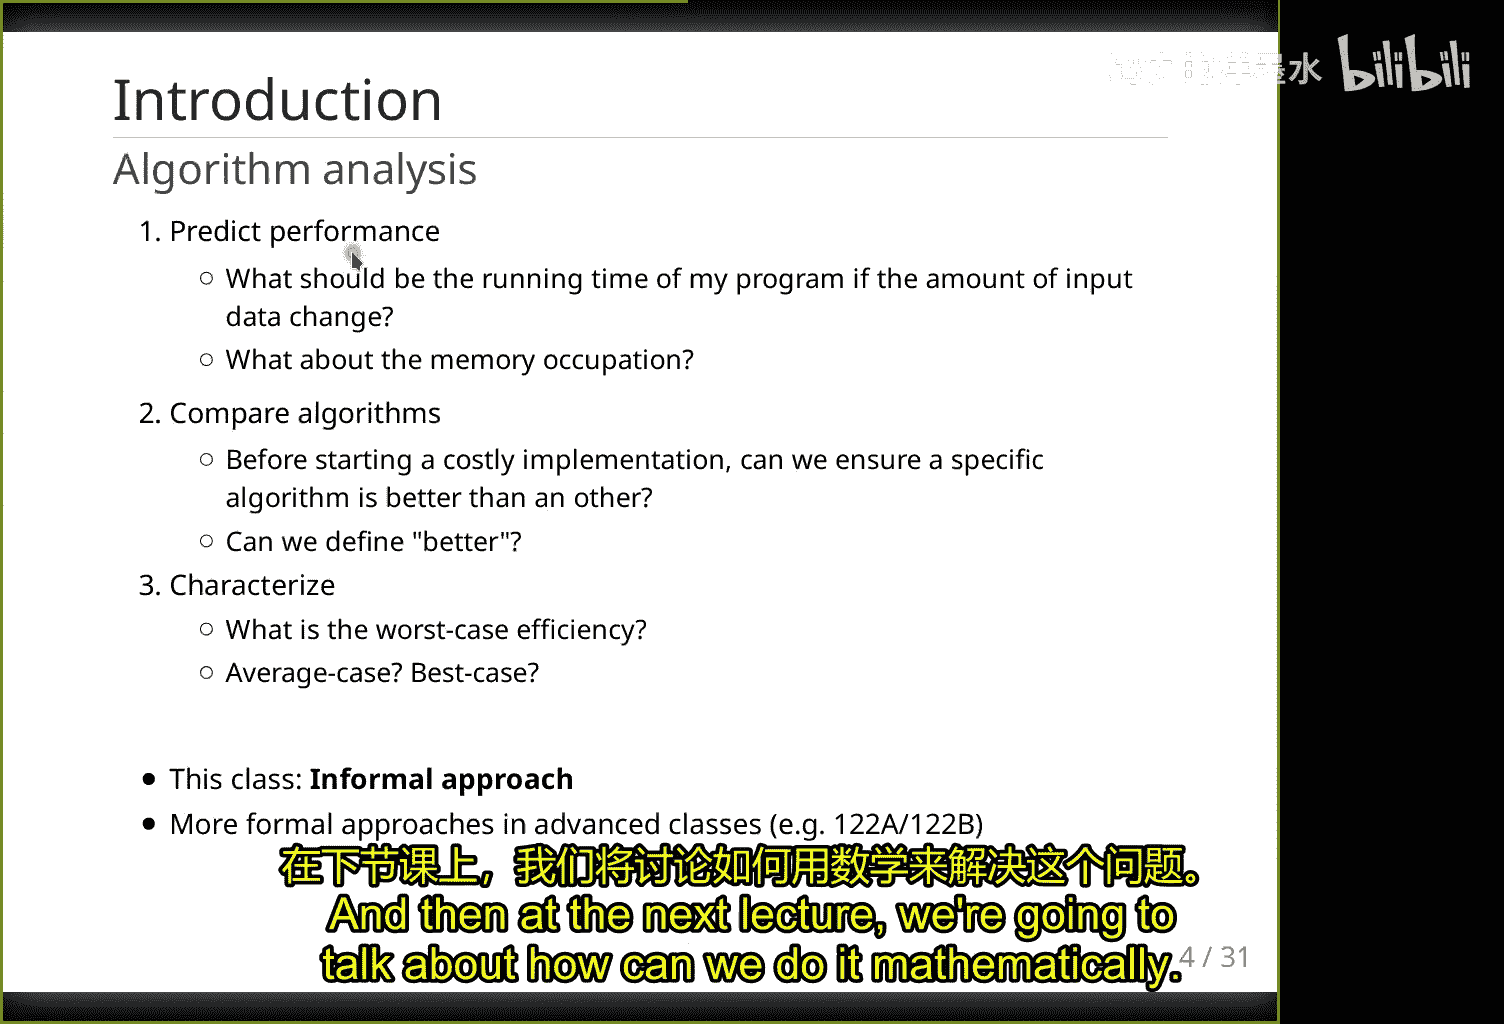 水 bilibili
Introduction
Algorithm analysis
1. Predict performance
What should be the running time of my program if the amount of input
data change?
What about the memory occupation?
2. Compare algorithms
Before starting a costly implementation, can we ensure a specific
algorithm is better than an other?
Can we define "better"?
3. Characterize
What is the worst-case efficiency?
Average-case? Best-case?
This class: Informal approach
More formal approaches in advanced classes (e.g. 122A/122B)
在下节课上，我们将讨论如何用数学来解决这个问题。
And then at the next lecture, we're going to
talk about how can we do it mathematically.
4 / 31